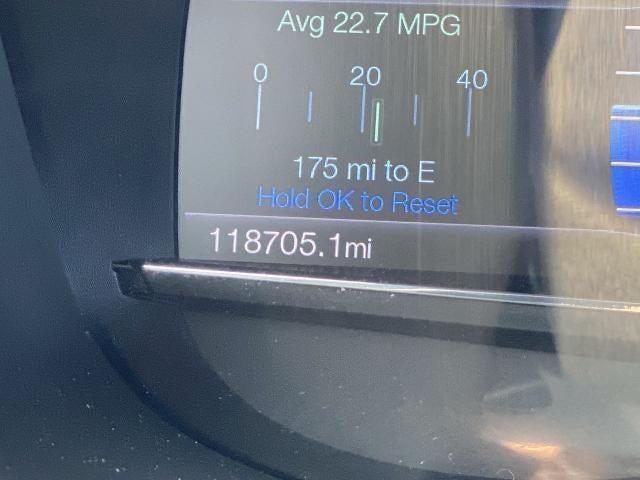 Avg 22.7 MPG
0 20 40
175 mi to E
Hold OK to Reset
118705.1mi